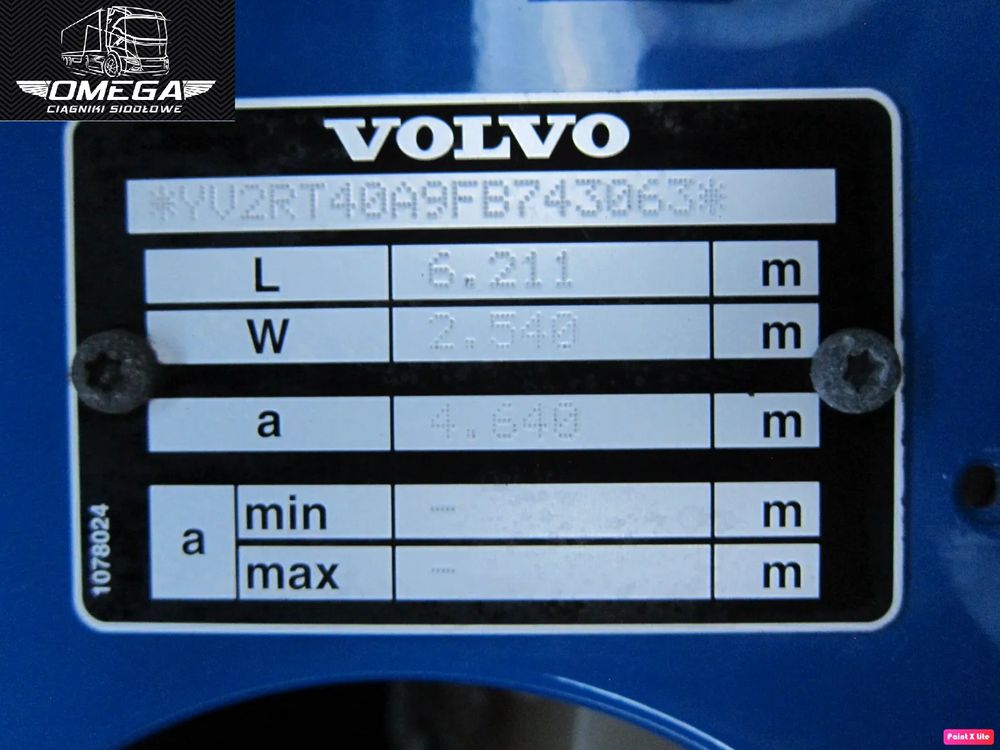 OMEGA
CIĄGNIKI SIODŁOWE
VOLVO
*YV2RT40A9FB743063*
L 6.211 m
W 2.540 m
a 4.640 m
a min --- m
max --- m
1078024
Paint X Lite